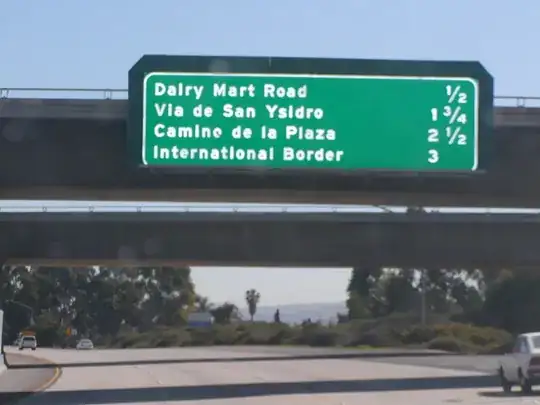 Dairy Mart Road ½
Via de San Ysidro 1 ¾
Camino de la Plaza 2 ½
International Border 3